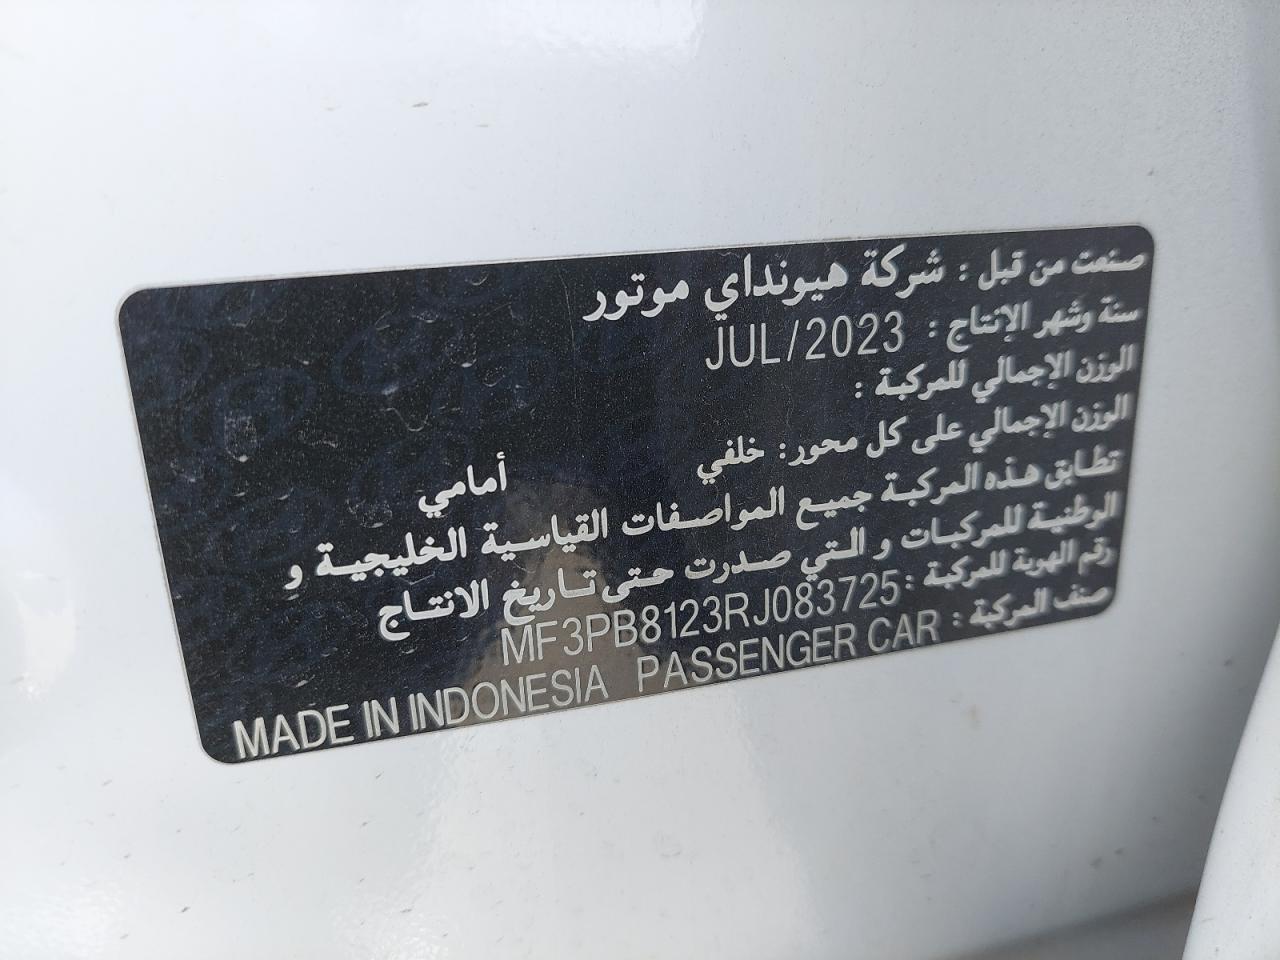 صنعت من قبل : شركة هيونداي موتور
سنة وشهر الإنتاج : JUL/2023
الوزن الإجمالي للمركبة :
الوزن الإجمالي على كل محور: خلفي أمامي
تطابق هذه المركبة جميع المواصفات القياسية الخليجية و
الوطنية للمركبات و التي صدرت حتى تاريخ الانتاج
رقم الهوية للمركبة : MF3PB8123RJ083725
صنف المركبة : PASSENGER CAR MADE IN INDONESIA